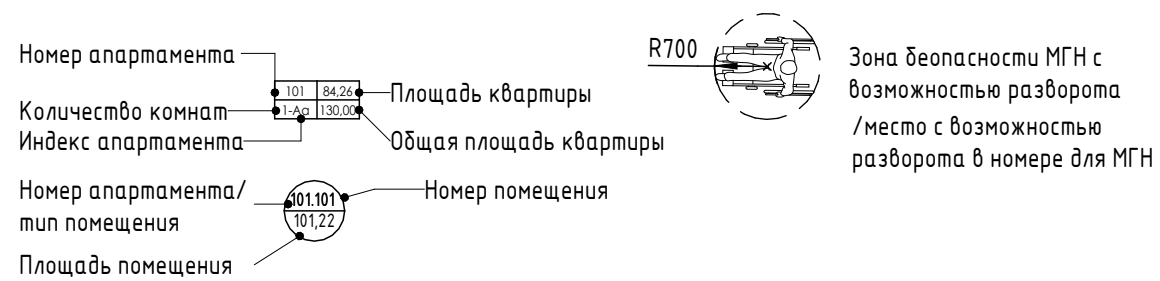 Номер апартамента
101 84,26
Площадь квартиры
Количество комнат
1-Аа 130,00
Индекс апартамента
Общая площадь квартиры
Номер апартамента/
тип помещения
101.101
101,22
Номер помещения
Площадь помещения
R700
Зона беопасности МГН с
возможностью разворота
/место с возможностью
разворота в номере для МГН